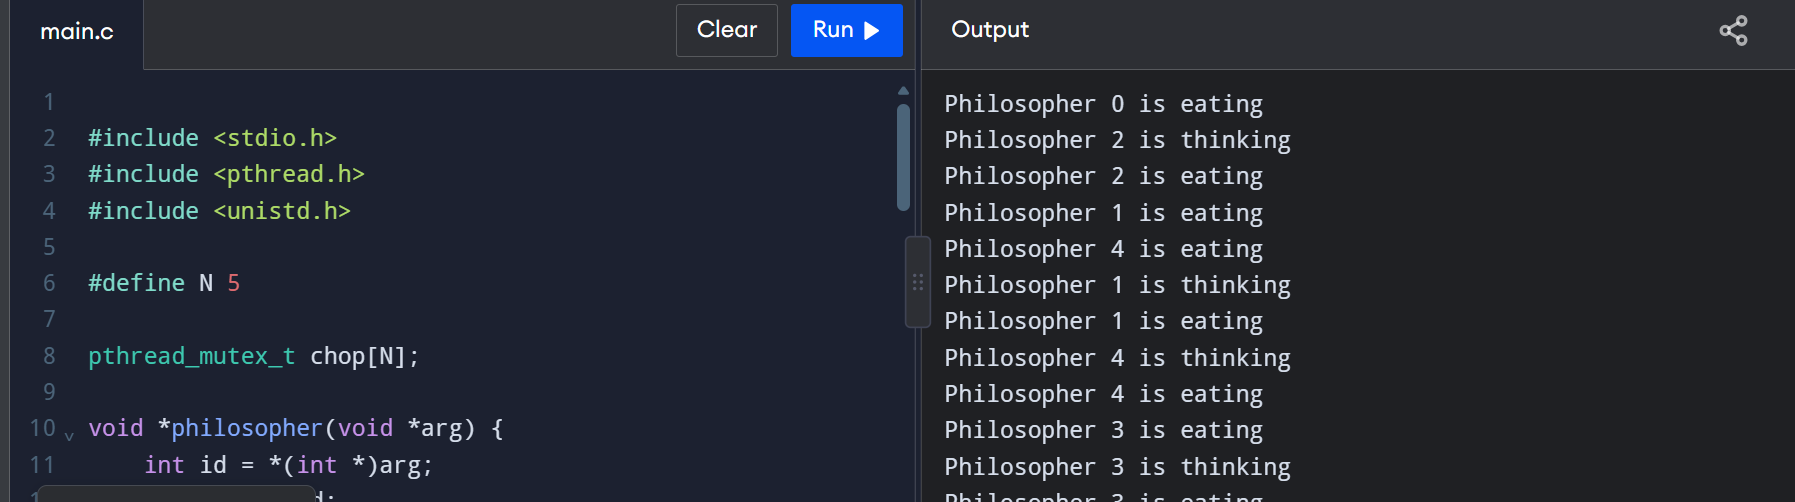 main.c
Clear
Run
Output
1
2 #include <stdio.h>
3 #include <pthread.h>
4 #include <unistd.h>
5
6 #define N 5
7
8 pthread_mutex_t chop[N];
9
10 void *philosopher(void *arg) {
11 int id = *(int *)arg;
Philosopher 0 is eating
Philosopher 2 is thinking
Philosopher 2 is eating
Philosopher 1 is eating
Philosopher 4 is eating
Philosopher 1 is thinking
Philosopher 1 is eating
Philosopher 4 is thinking
Philosopher 4 is eating
Philosopher 3 is eating
Philosopher 3 is thinking
Philosopher 3 is eating